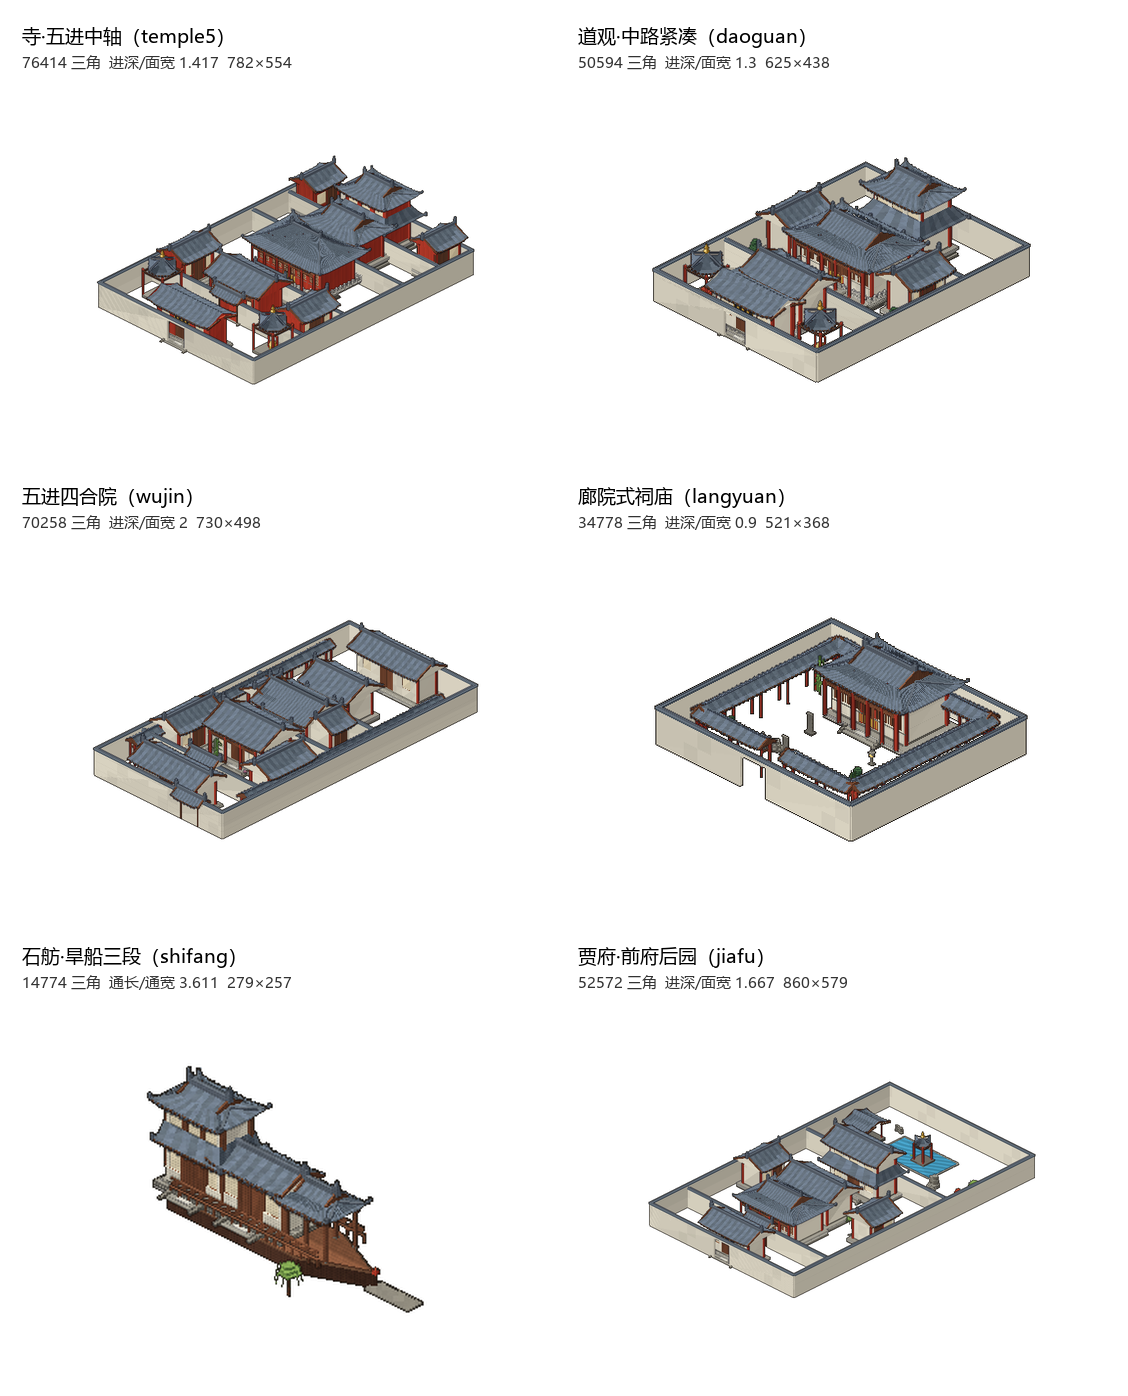 寺·五进中轴（temple5）
76414 三角 进深/面宽 1.417 782×554
道观·中路紧凑（daoguan）
50594 三角 进深/面宽 1.3 625×438
五进四合院（wujin）
70258 三角 进深/面宽 2 730×498
廊院式祠庙（langyuan）
34778 三角 进深/面宽 0.9 521×368
石舫·旱船三段（shifang）
14774 三角 通长/通宽 3.611 279×257
贾府·前府后园（jiafu）
52572 三角 进深/面宽 1.667 860×579